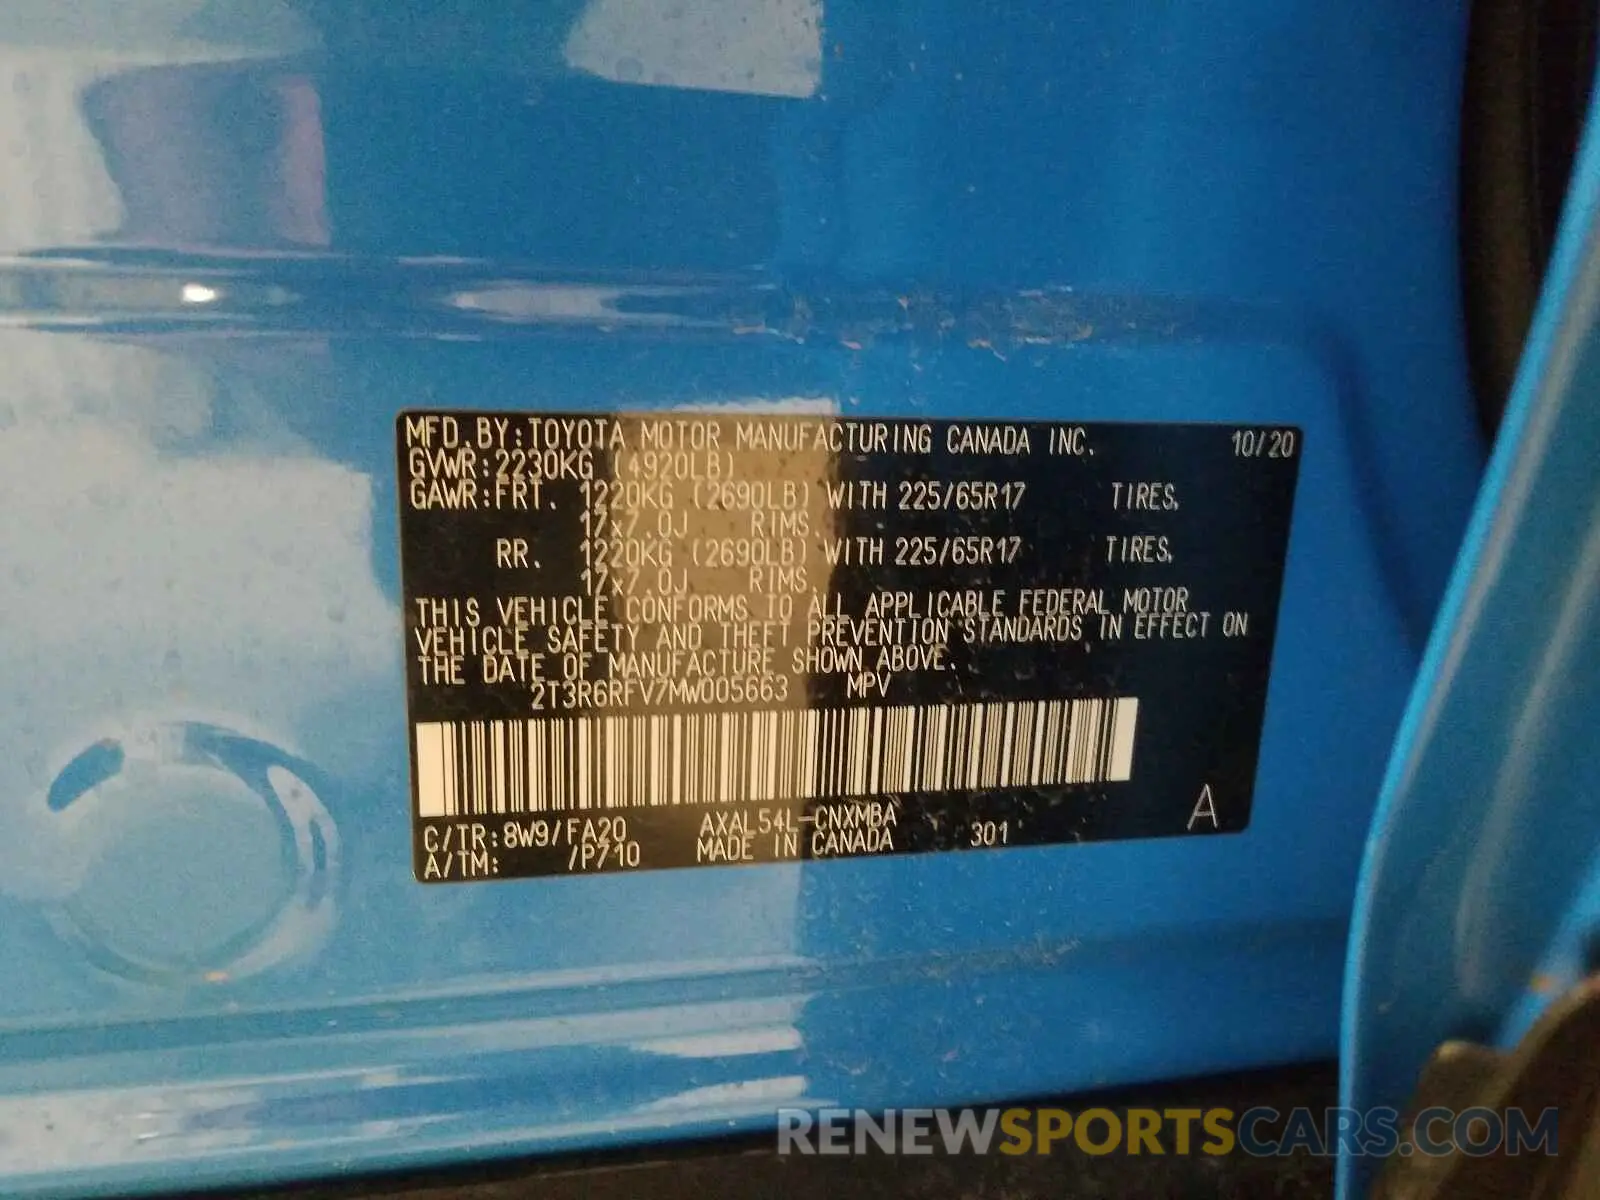 MFD.BY:TOYOTA MOTOR MANUFACTURING CANADA INC. 10/20
GVWR:2230KG (4920LB)
GAWR:FRT. 1220KG (2690LB) WITH 225/65R17 TIRES,
17x7.0J RIMS
RR. 1220KG (2690LB) WITH 225/65R17 TIRES,
17x7.0J RIMS
THIS VEHICLE CONFORMS TO ALL APPLICABLE FEDERAL MOTOR
VEHICLE SAFETY AND THEFT PREVENTION STANDARDS IN EFFECT ON
THE DATE OF MANUFACTURE SHOWN ABOVE.
2T3R6RFV7MW005663 MPV
C/TR:8W9/FA20 AXAL54L-CNXMBA
A/TM: /P710 MADE IN CANADA 301 A
RENEWSPORTSCARS.COM